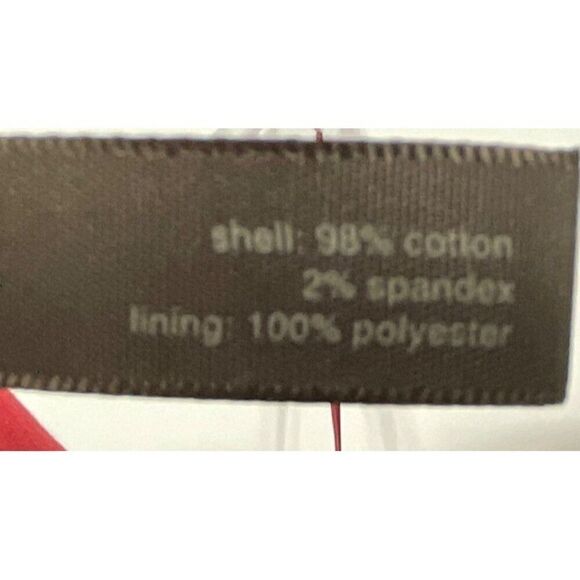 shell: 98% cotton
2% spandex
lining: 100% polyester